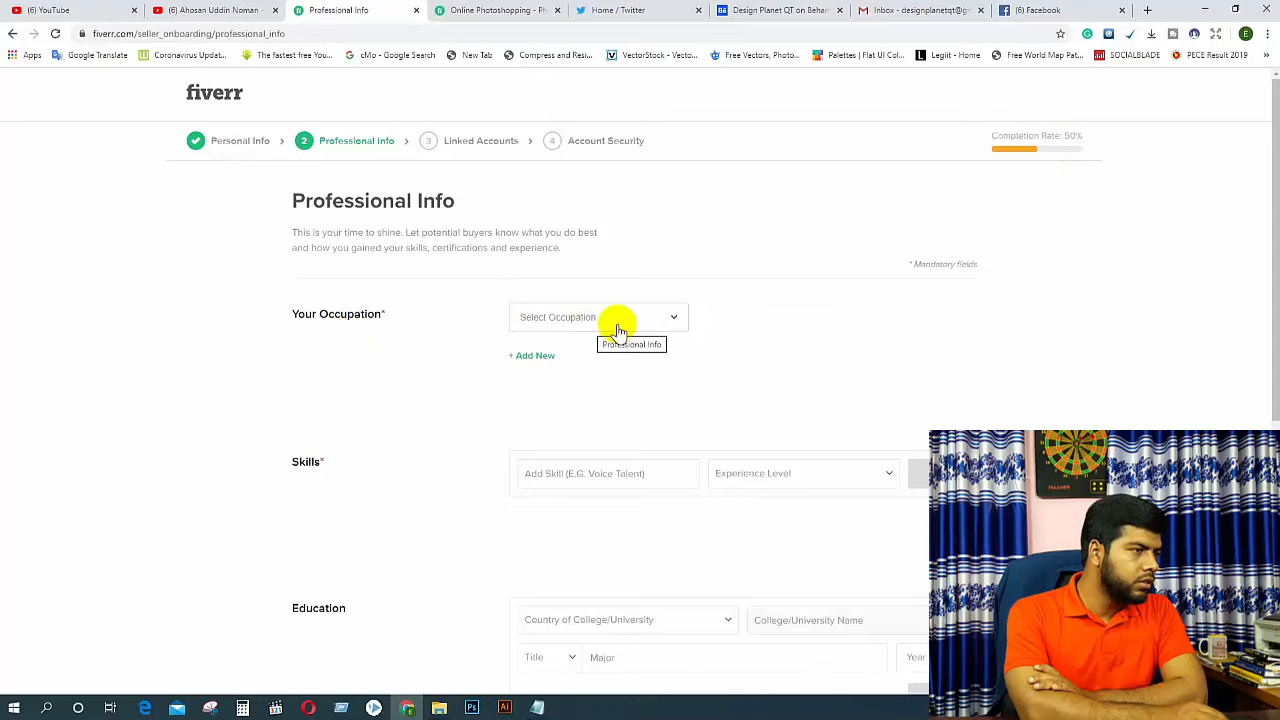 (6) YouTube
(6) Ahosan Uddin Noman -
Professional Info
Online Photoshopping - Ph
Home / Twitter
Design Planet QT on Behan
Inbox - designplanetqt@gm
(6) Facebook
fiverr.com/seller_onboarding/professional_info
Apps
Google Translate
Coronavirus Updat...
The fastest free You...
cMo - Google Search
New Tab
Compress and Resi...
VectorStock - Vecto...
Free Vectors, Photo...
Palettes | Flat UI Col...
Legiit - Home
Free World Map Pat...
SOCIALBLADE
PECE Result 2019
fiverr
Personal Info
2 Professional Info
3 Linked Accounts
4 Account Security
Completion Rate: 50%
Professional Info
This is your time to shine. Let potential buyers know what you do best
and how you gained your skills, certifications and experience.
* Mandatory fields
Your Occupation*
Select Occupation
Professional Info
+ Add New
Skills*
Add Skill (E.G. Voice Talent)
Experience Level
Education
Country of College/University
College/University Name
Title
Major
Year